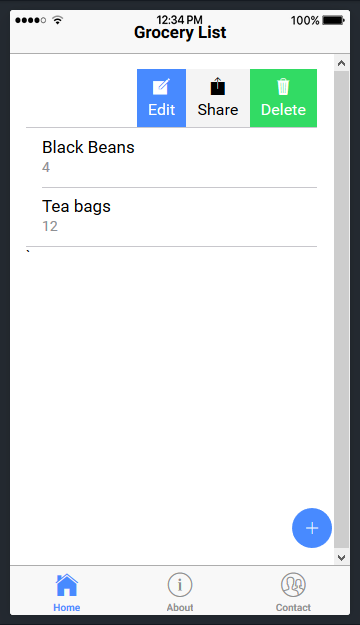 12:34 PM
100%
Grocery List
Edit
Share
Delete
Black Beans
4
Tea bags
12
`
Home
About
Contact